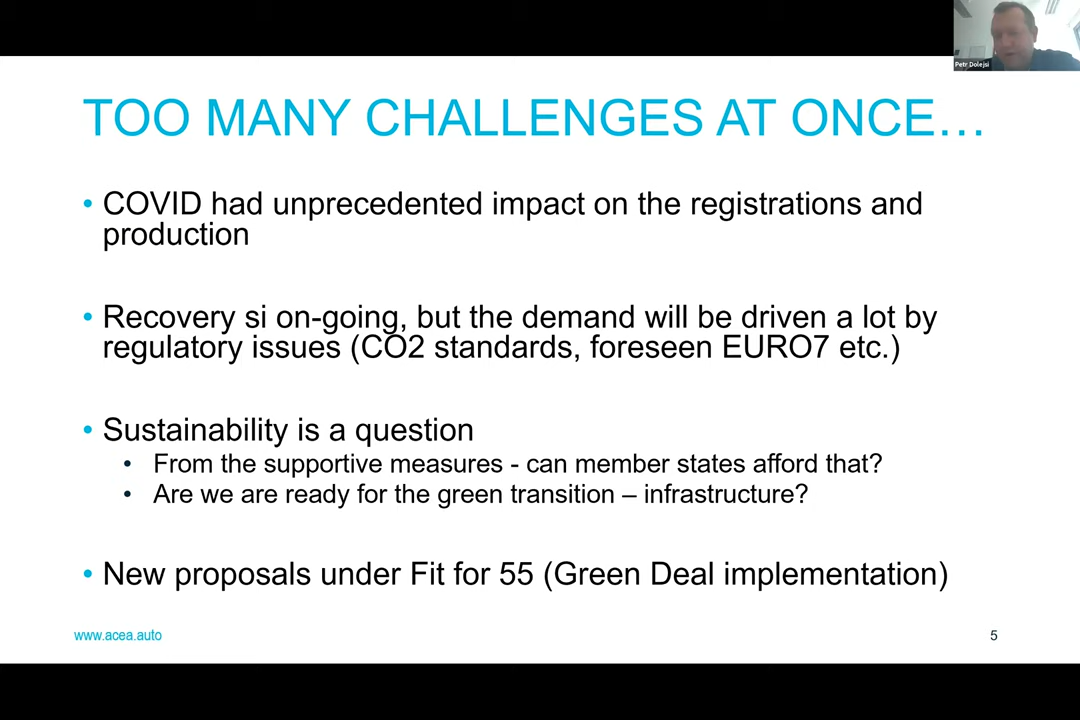 Petr Dolejsi
TOO MANY CHALLENGES AT ONCE…
• COVID had unprecedented impact on the registrations and
production
• Recovery si on-going, but the demand will be driven a lot by
regulatory issues (CO2 standards, foreseen EURO7 etc.)
• Sustainability is a question
• From the supportive measures - can member states afford that?
• Are we are ready for the green transition – infrastructure?
• New proposals under Fit for 55 (Green Deal implementation)
www.acea.auto
5